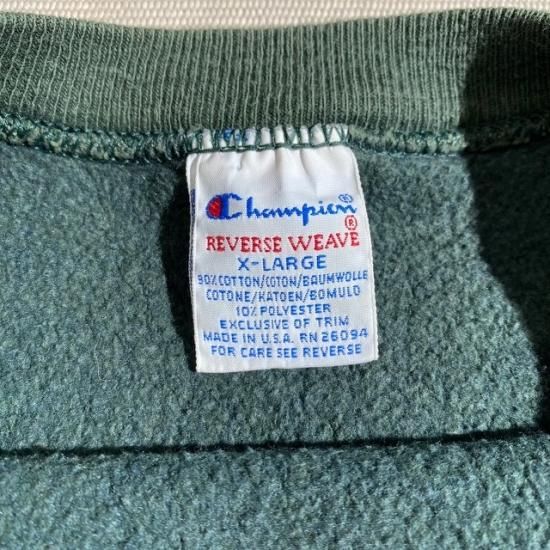 Champion
®
REVERSE WEAVE
X-LARGE
90% COTTON/COTON/BAUMWOLLE
COTONE/KATOEN/BOMULD
10% POLYESTER
EXCLUSIVE OF TRIM
MADE IN U.S.A. RN 26094
FOR CARE SEE REVERSE